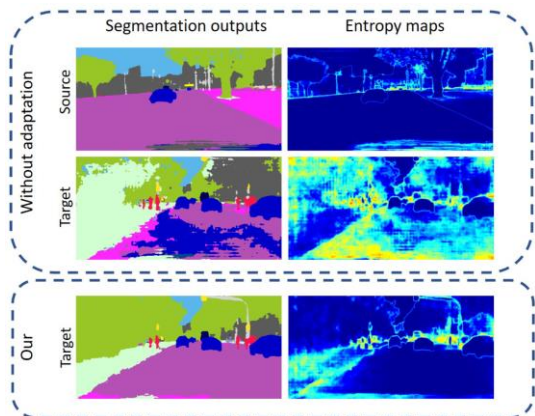 Segmentation outputs Entropy maps
Without adaptation
Source
Target
Our
Target